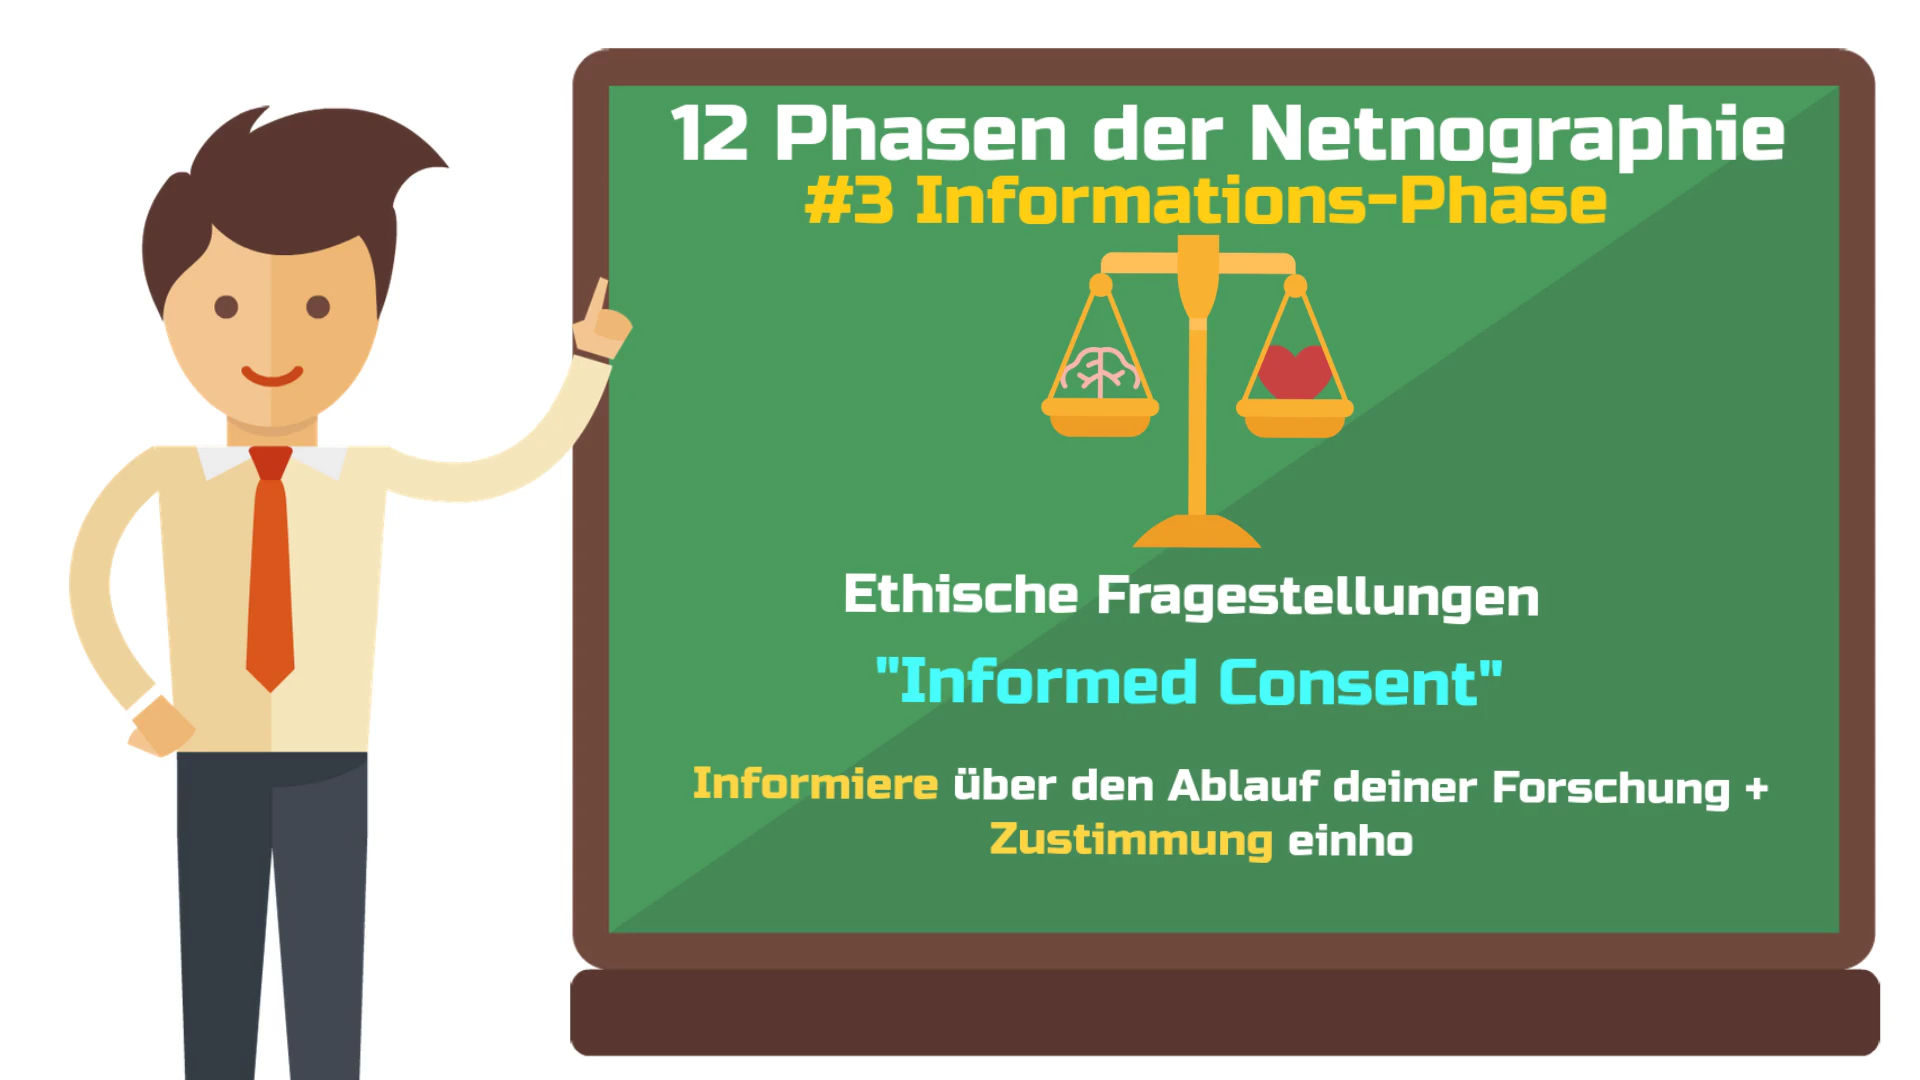 12 Phasen der Netnographie
#3 Informations-Phase
Ethische Fragestellungen
"Informed Consent"
Informiere über den Ablauf deiner Forschung +
Zustimmung einho